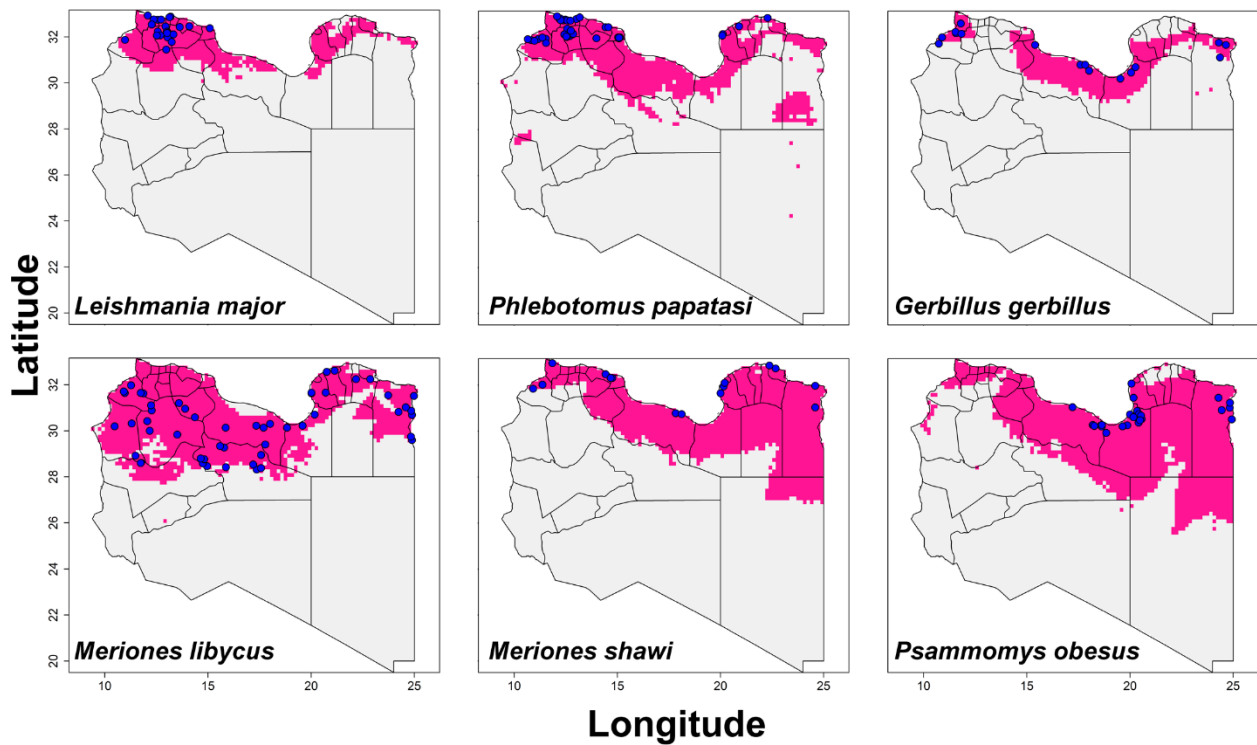 Latitude
32
30
28
26
24
22
20
Leishmania major
Phlebotomus papatasi
Gerbillus gerbillus
32
30
28
26
24
22
20
Meriones libycus
Meriones shawi
Psammomys obesus
10 15 20 25
10 15 20 25
10 15 20 25
Longitude